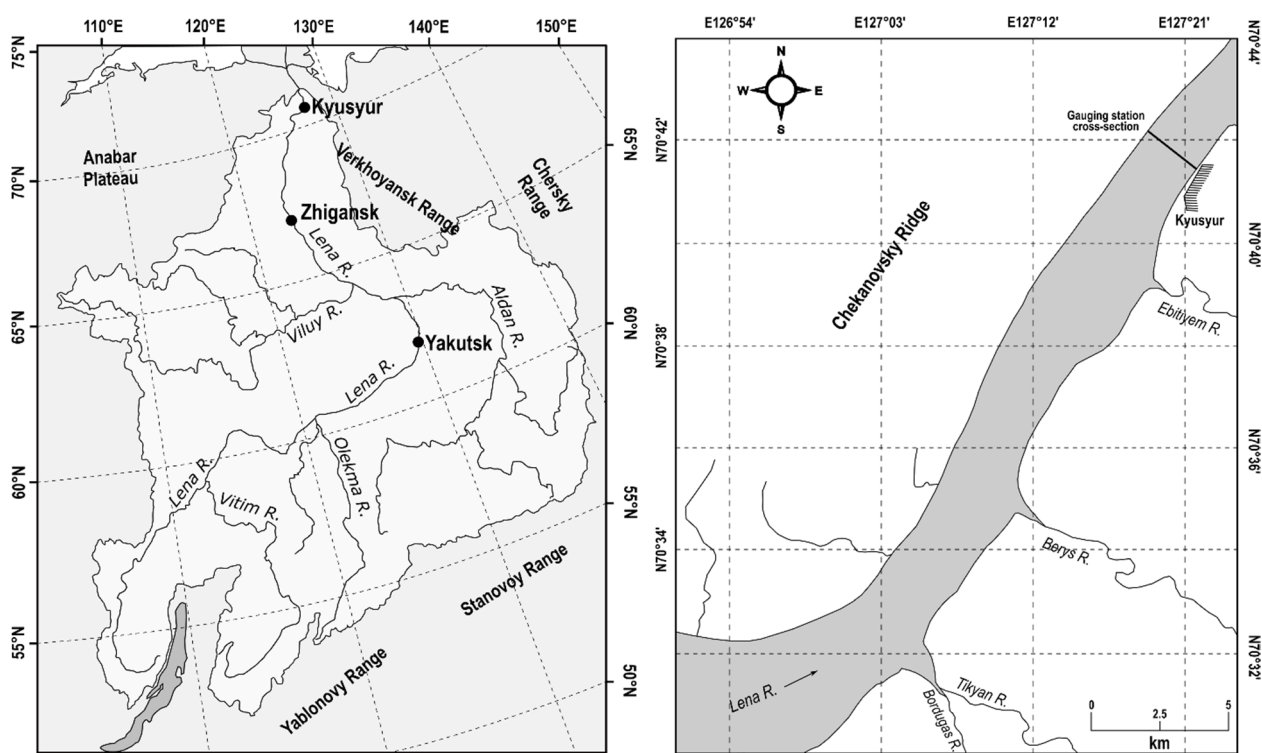 110°E
120°E
130°E
140°E
150°E
75°N
70°N
65°N
60°N
55°N
65°N
60°N
55°N
50°N
Kyusyur
Anabar
Plateau
Verkhoyansk Range
Chersky
Range
Zhigansk
Lena R.
Viluy R.
Aldan R.
Yakutsk
Lena R.
Olekma R.
Lena R.
Vitim R.
Stanovoy Range
Yablonovy Range
E126°54'
E127°03'
E127°12'
E127°21'
N70°44'
N70°42'
N70°40'
N70°38'
N70°36'
N70°34'
N70°32'
N
W
E
S
Gauging station
cross-section
Kyusyur
Chekanovsky Ridge
Ebitiyem R.
Berys R.
Lena R.
Tikyan R.
Bordugas R.
0
2.5
5
km